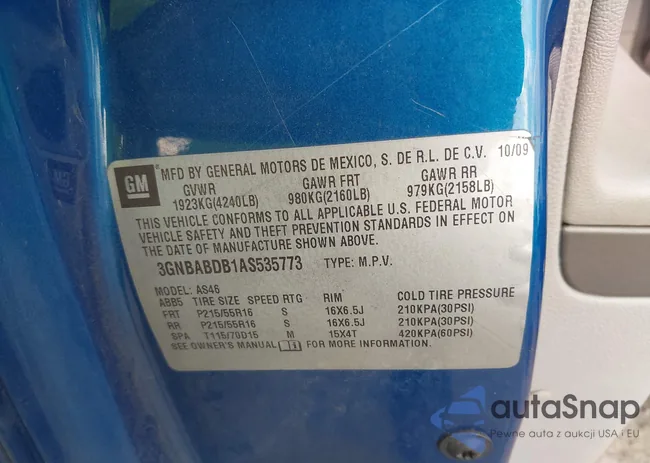 GM
MFD BY GENERAL MOTORS DE MEXICO, S. DE R.L. DE C.V. 10/09
GVWR GAWR FRT GAWR RR
1923KG(4240LB) 980KG(2160LB) 979KG(2158LB)
THIS VEHICLE CONFORMS TO ALL APPLICABLE U.S. FEDERAL MOTOR
VEHICLE SAFETY AND THEFT PREVENTION STANDARDS IN EFFECT ON
THE DATE OF MANUFACTURE SHOWN ABOVE.
3GNBABDB1AS535773 TYPE: M.P.V.
MODEL: AS46
ABB5 TIRE SIZE SPEED RTG RIM COLD TIRE PRESSURE
FRT P215/55R16 S 16X6.5J 210KPA(30PSI)
RR P215/55R16 S 16X6.5J 210KPA(30PSI)
SPA T115/70D15 M 15X4T 420KPA(60PSI)
SEE OWNER'S MANUAL FOR MORE INFORMATION.
autaSnap
Pewne auta z aukcji USA i EU